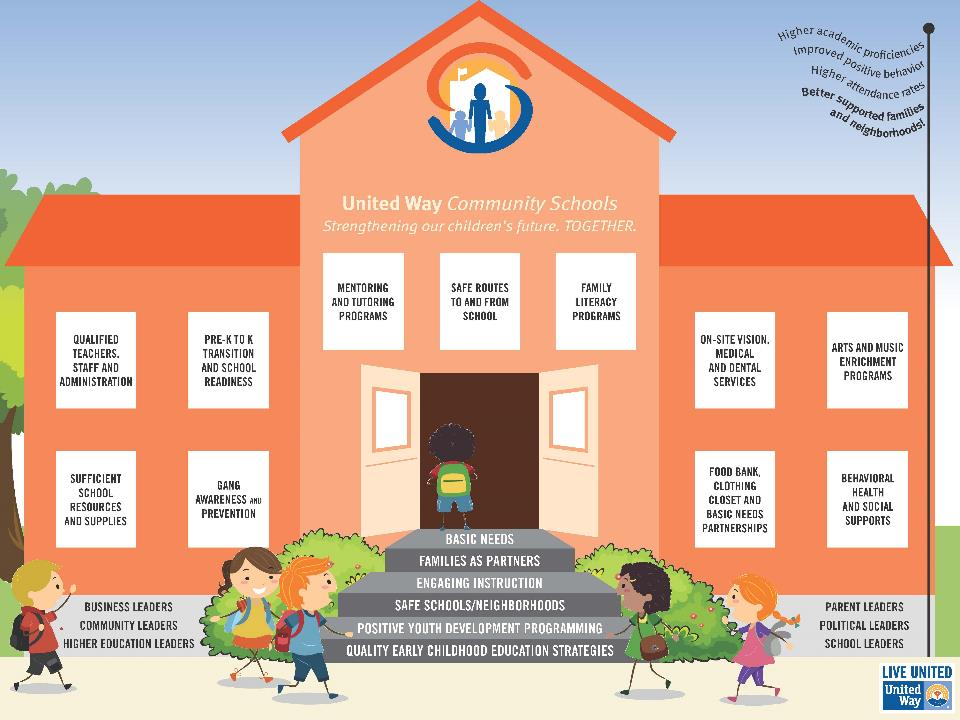 Higher academic proficiencies
Improved positive behavior
Higher attendance rates
Better supported families
and neighborhoods!
United Way Community Schools
Strengthening our children's future. TOGETHER.
MENTORING
AND TUTORING
PROGRAMS
SAFE ROUTES
TO AND FROM
SCHOOL
FAMILY
LITERACY
PROGRAMS
QUALIFIED
TEACHERS,
STAFF AND
ADMINISTRATION
PRE-K TO K
TRANSITION
AND SCHOOL
READINESS
ON-SITE VISION,
MEDICAL
AND DENTAL
SERVICES
ARTS AND MUSIC
ENRICHMENT
PROGRAMS
SUFFICIENT
SCHOOL
RESOURCES
AND SUPPLIES
GANG
AWARENESS AND
PREVENTION
FOOD BANK,
CLOTHING
CLOSET AND
BASIC NEEDS
PARTNERSHIPS
BEHAVIORAL
HEALTH
AND SOCIAL
SUPPORTS
BASIC NEEDS
FAMILIES AS PARTNERS
ENGAGING INSTRUCTION
SAFE SCHOOLS/NEIGHBORHOODS
POSITIVE YOUTH DEVELOPMENT PROGRAMMING
QUALITY EARLY CHILDHOOD EDUCATION STRATEGIES
BUSINESS LEADERS
COMMUNITY LEADERS
HIGHER EDUCATION LEADERS
PARENT LEADERS
POLITICAL LEADERS
SCHOOL LEADERS
LIVE UNITED
United
Way